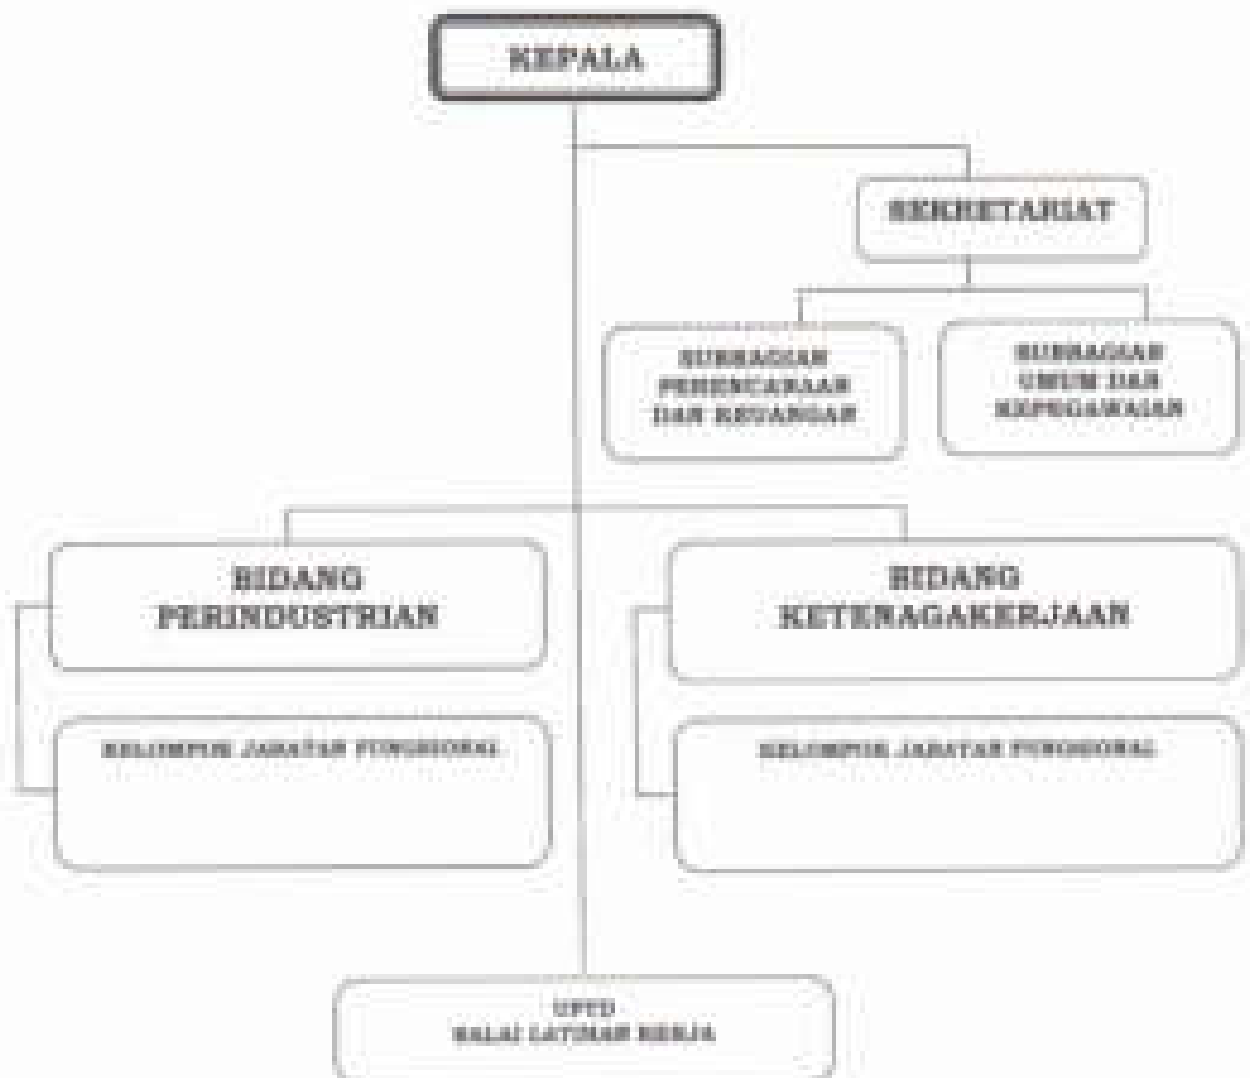 KEPALA
SEKRETARIAT
SUBBAGIAN
PERENCANAAN
DAN KEUANGAN
SUBBAGIAN
UMUM DAN
KEPEGAWAIAN
BIDANG
PERINDUSTRIAN
BIDANG
KETENAGAKERJAAN
KELOMPOK JABATAN FUNGSIONAL
KELOMPOK JABATAN FUNGSIONAL
UPTD
BALAI LATIHAN KERJA